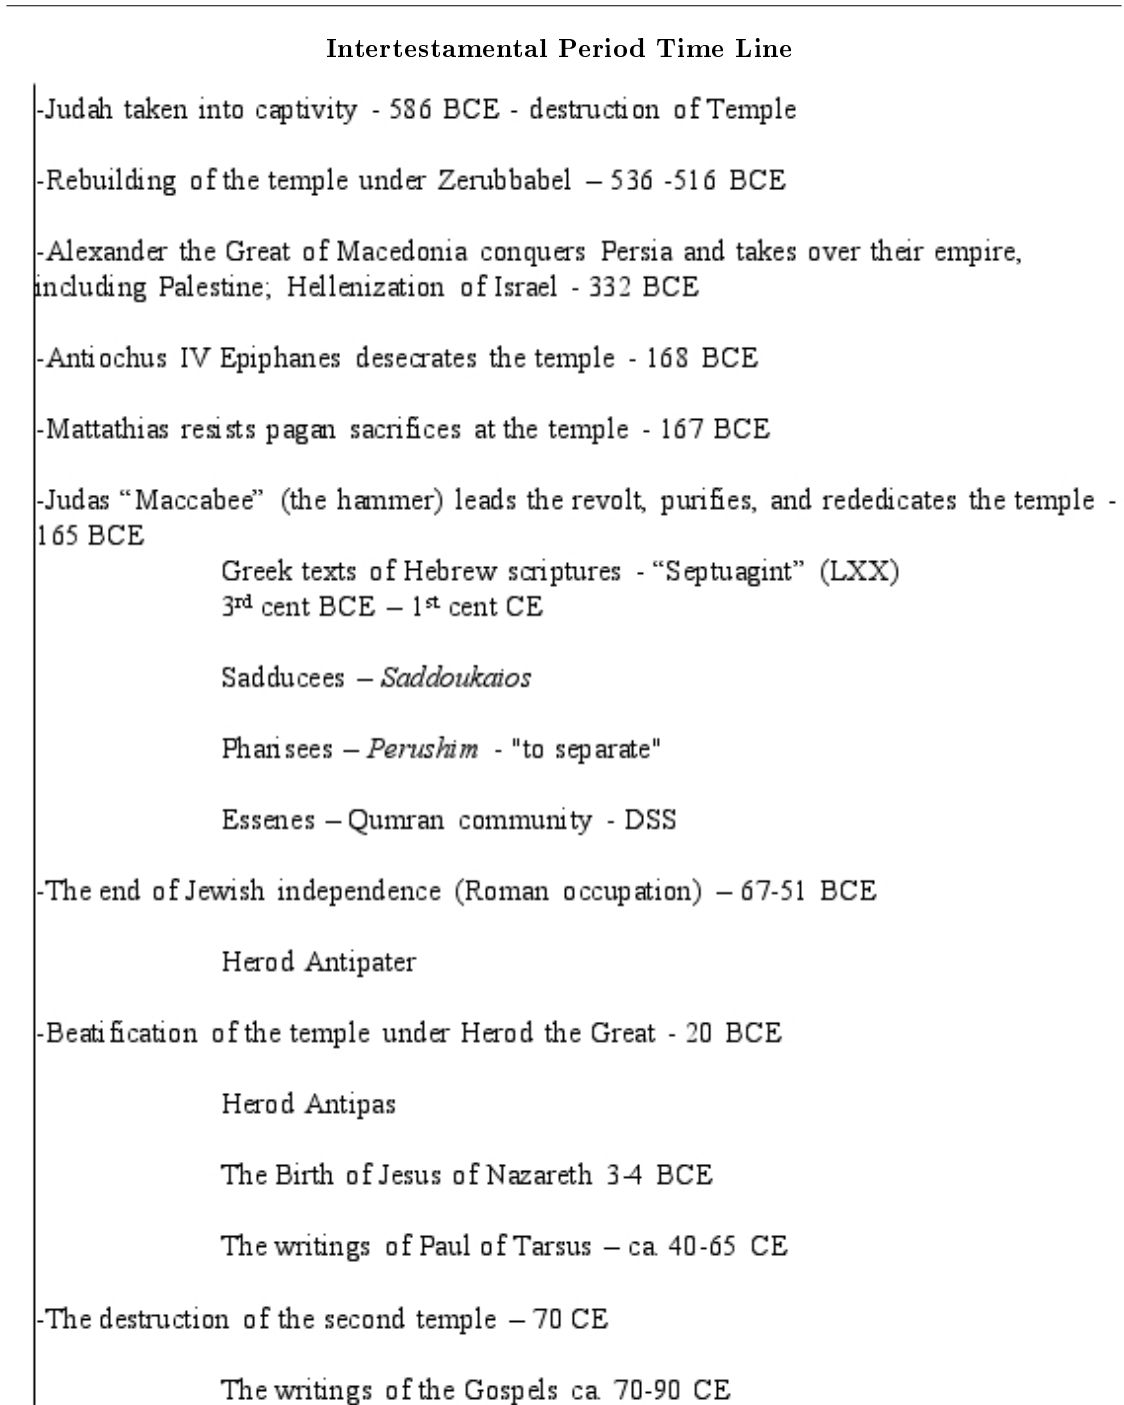 Intertestamental Period Time Line
-Judah taken into captivity - 586 BCE - destruction of Temple
-Rebuilding of the temple under Zerubbabel – 536 -516 BCE
-Alexander the Great of Macedonia conquers Persia and takes over their empire,
including Palestine; Hellenization of Israel - 332 BCE
-Antiochus IV Epiphanes desecrates the temple - 168 BCE
-Mattathias resists pagan sacrifices at the temple - 167 BCE
-Judas “Maccabee” (the hammer) leads the revolt, purifies, and rededicates the temple -
165 BCE
Greek texts of Hebrew scriptures - “Septuagint” (LXX)
3rd cent BCE – 1st cent CE
Sadducees – Saddoukaios
Pharisees – Perushim - "to separate"
Essenes – Qumran community - DSS
-The end of Jewish independence (Roman occupation) – 67-51 BCE
Herod Antipater
-Beatification of the temple under Herod the Great - 20 BCE
Herod Antipas
The Birth of Jesus of Nazareth 3-4 BCE
The writings of Paul of Tarsus – ca. 40-65 CE
-The destruction of the second temple – 70 CE
The writings of the Gospels ca. 70-90 CE